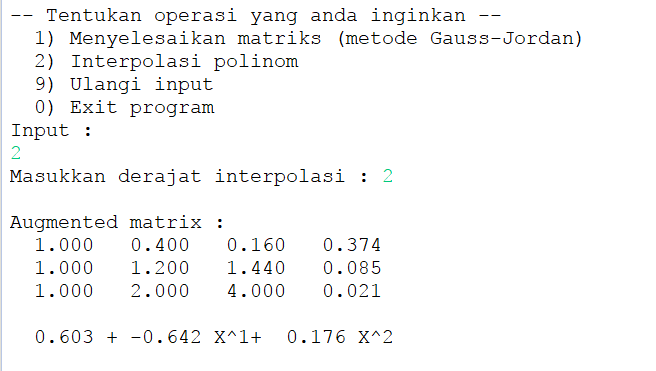 -- Tentukan operasi yang anda inginkan --
1) Menyelesaikan matriks (metode Gauss-Jordan)
2) Interpolasi polinom
9) Ulangi input
0) Exit program
Input :
2
Masukkan derajat interpolasi : 2
Augmented matrix :
1.000 0.400 0.160 0.374
1.000 1.200 1.440 0.085
1.000 2.000 4.000 0.021
0.603 + -0.642 X^1+ 0.176 X^2